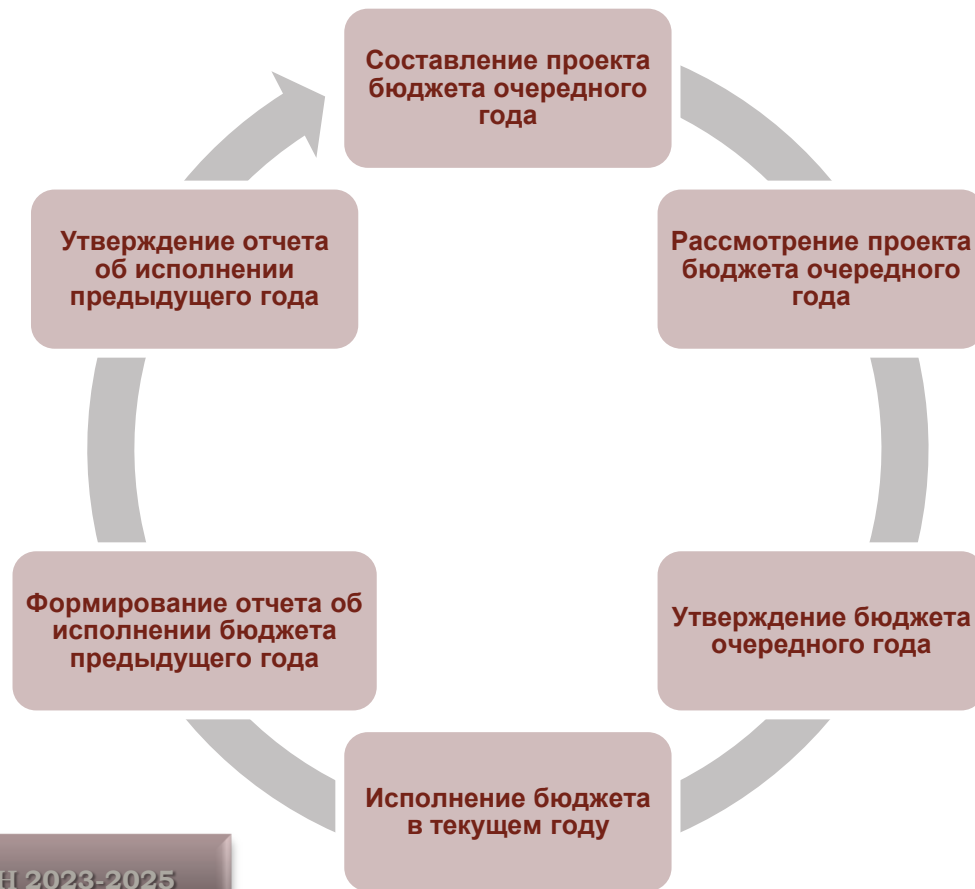 Составление проекта
бюджета очередного
года
Рассмотрение проекта
бюджета очередного
года
Утверждение бюджета
очередного года
Исполнение бюджета
в текущем году
Формирование отчета об
исполнении бюджета
предыдущего года
Утверждение отчета
об исполнении
предыдущего года
Н 2023-2025